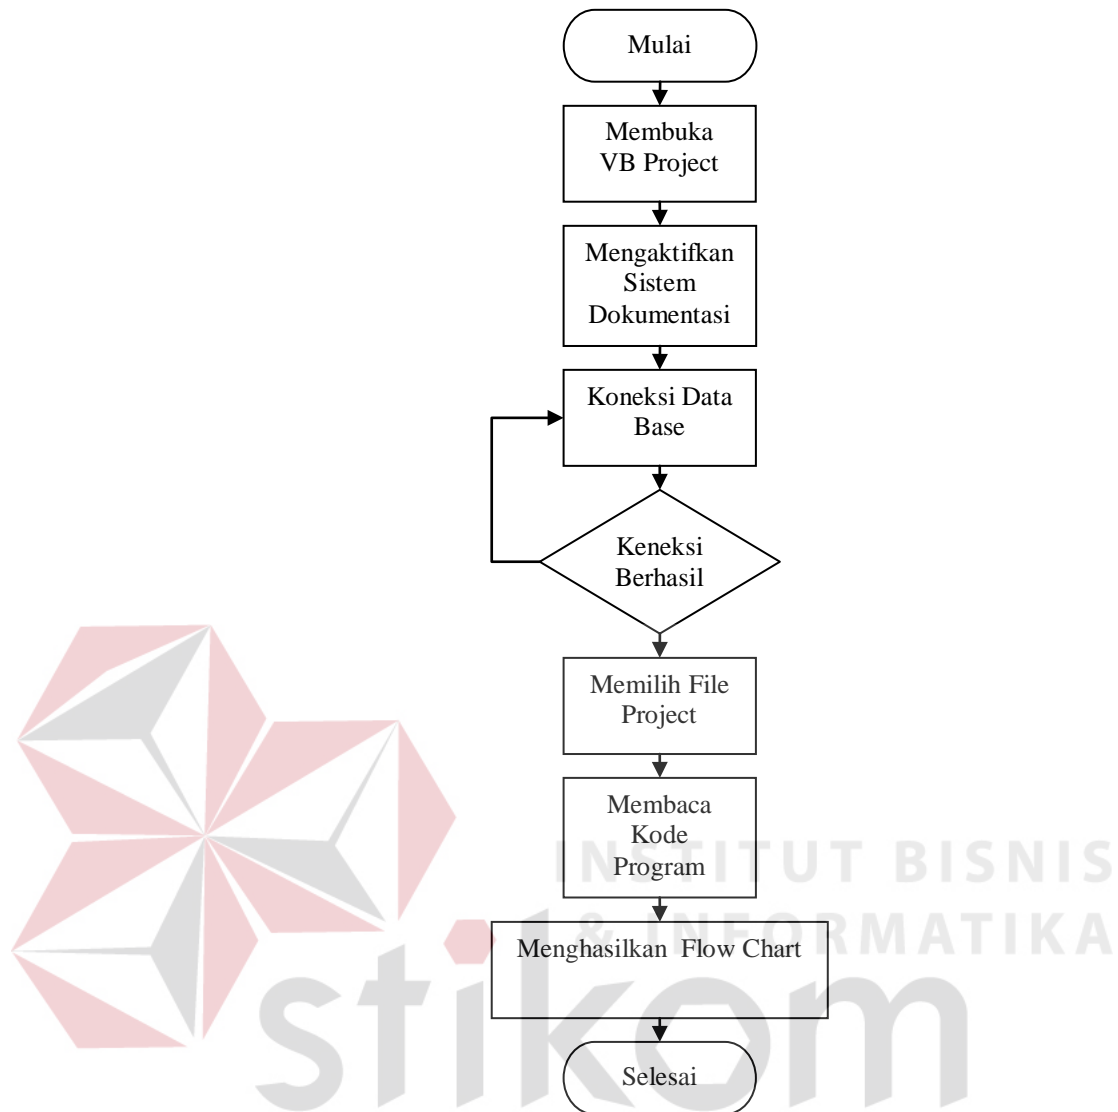 Mulai
Membuka
VB Project
Mengaktifkan
Sistem
Dokumentasi
Koneksi Data
Base
Keneksi
Berhasil
Memilih File
Project
Membaca
Kode
Program
INSTITUT BISNIS
& INFORMATIKA
Menghasilkan Flow Chart
stikom
Selesai